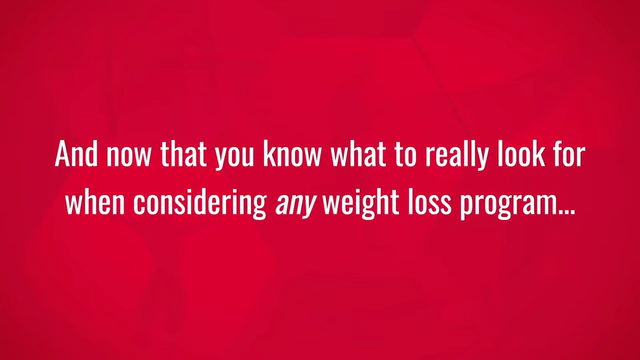 And now that you know what to really look for
when considering any weight loss program...